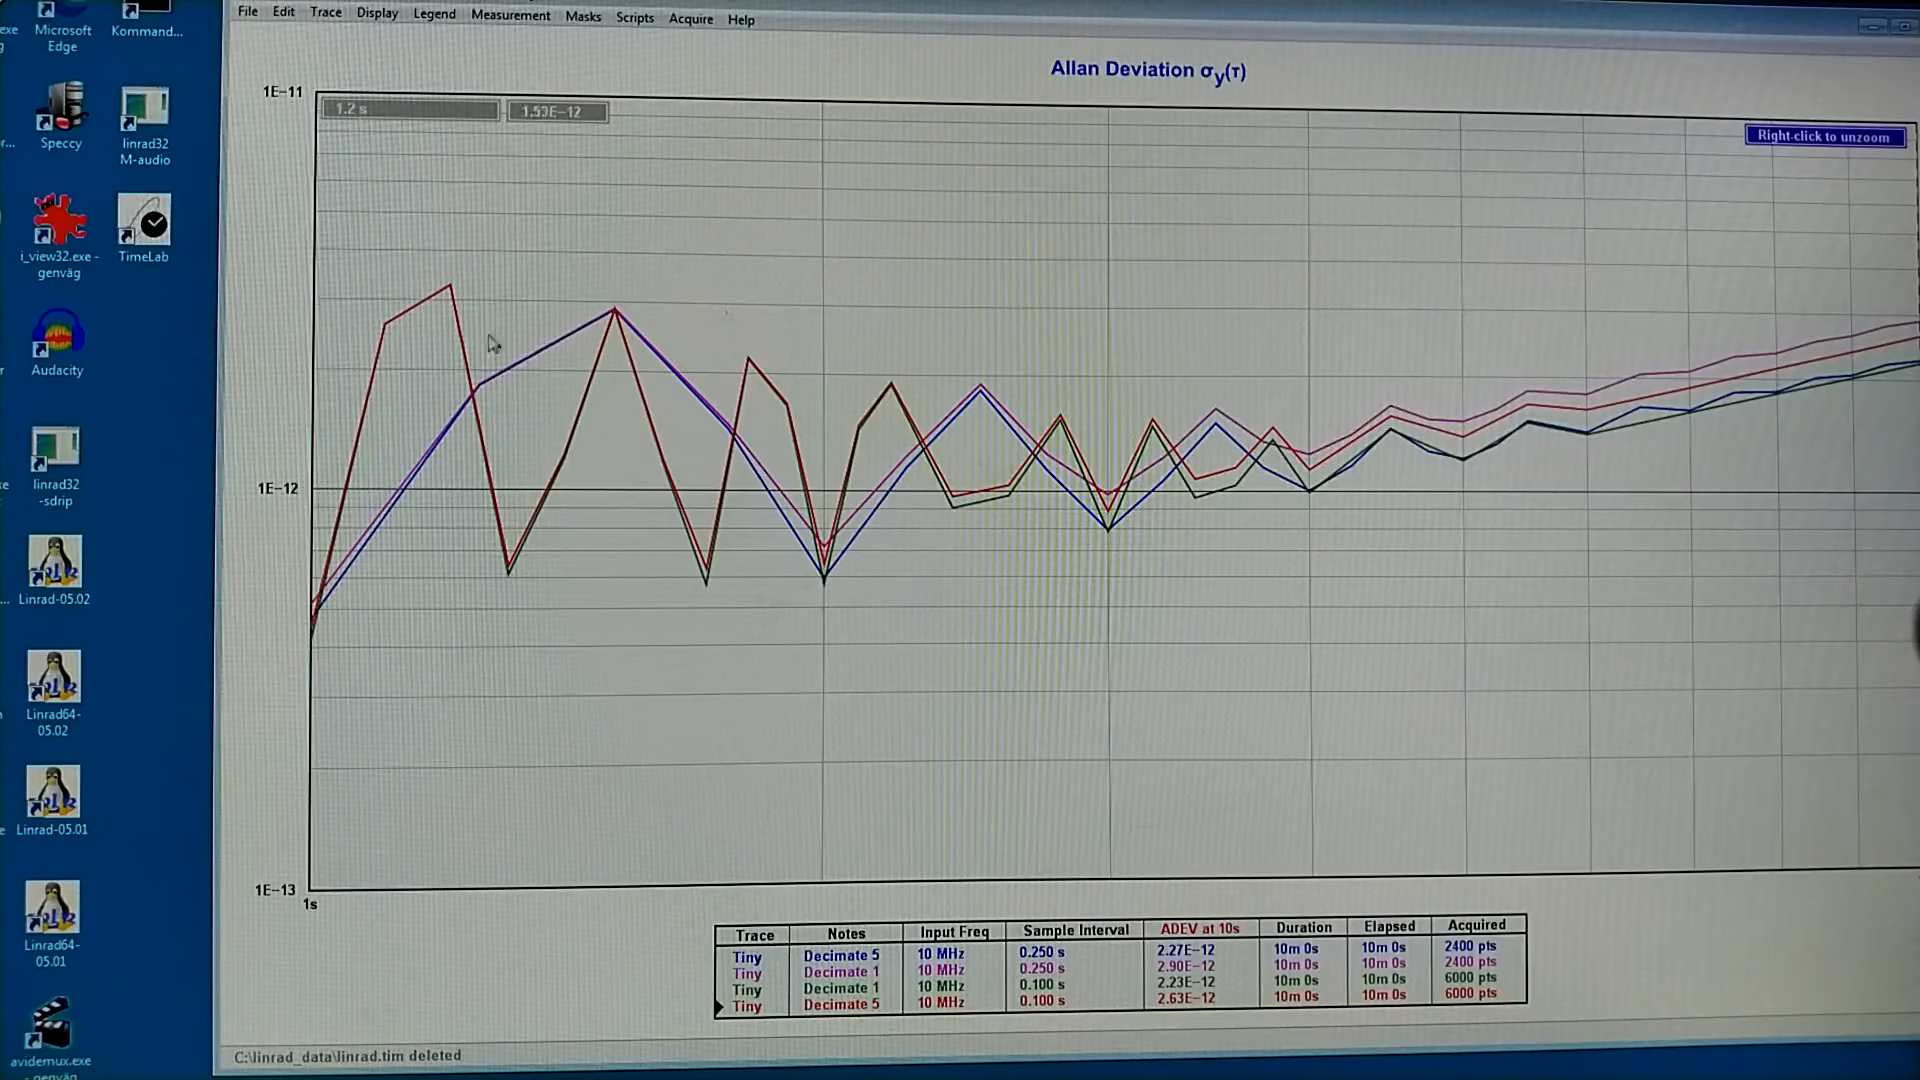 File Edit Trace Display Legend Measurement Masks Scripts Acquire Help
Microsoft Edge
Kommand...
Speccy
linrad32 M-audio
i_view32.exe - genväg
TimeLab
Audacity
linrad32 -sdrip
Linrad-05.02
Linrad64-05.02
Linrad-05.01
Linrad64-05.01
avidemux.exe
- genväg
Allan Deviation σy(τ)
1E-11
1.2 s
1.53E-12
Right-click to unzoom
1E-12
1E-13
1s
Trace Notes Input Freq Sample Interval ADEV at 10s Duration Elapsed Acquired
Tiny Decimate 5 10 MHz 0.250 s 2.27E-12 10m 0s 10m 0s 2400 pts
Tiny Decimate 1 10 MHz 0.250 s 2.90E-12 10m 0s 10m 0s 2400 pts
Tiny Decimate 1 10 MHz 0.100 s 2.23E-12 10m 0s 10m 0s 6000 pts
Tiny Decimate 5 10 MHz 0.100 s 2.63E-12 10m 0s 10m 0s 6000 pts
C:\linrad_data\linrad.tim deleted